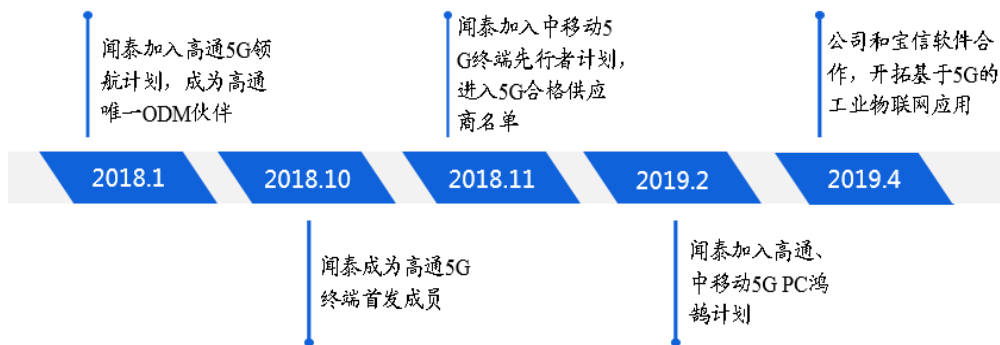 闻泰加入高通5G领
航计划，成为高通
唯一ODM伙伴
闻泰加入中移动5
G终端先行者计划，
进入5G合格供应
商名单
公司和宝信软件合
作，开拓基于5G的
工业物联网应用
2018.1
2018.10
2018.11
2019.2
2019.4
闻泰成为高通5G
终端首发成员
闻泰加入高通、
中移动5G PC鸿
鹄计划